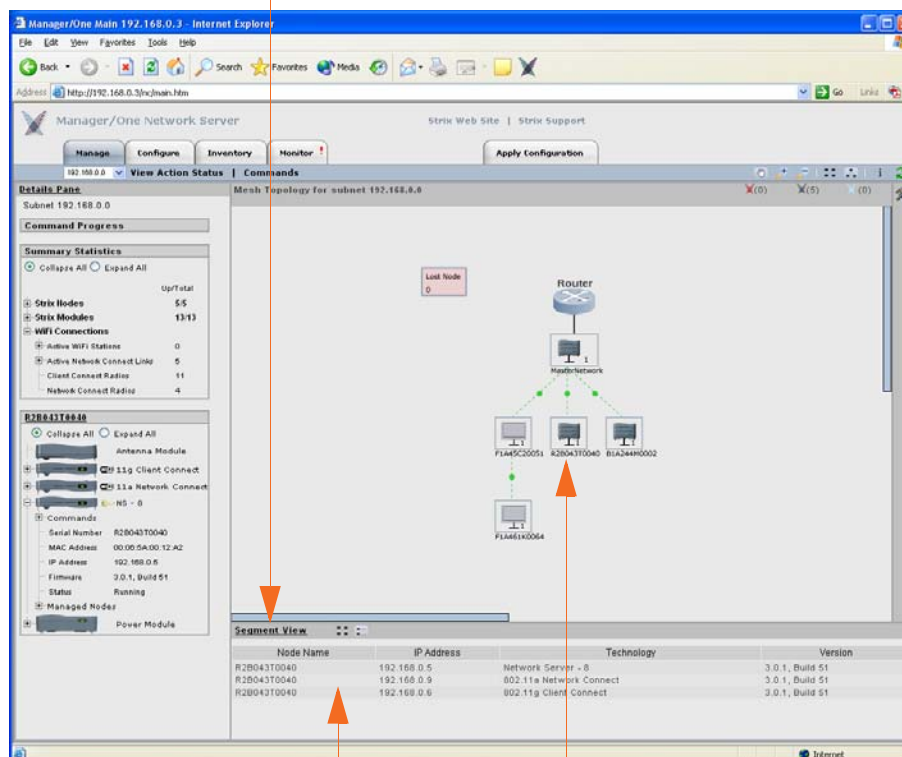 Manager/One Main 192.168.0.3 - Internet Explorer
File Edit View Favorites Tools Help
Back Search Favorites Media
Address http://192.168.0.3/nc/main.htm Go Links
Manager/One Network Server Strix Web Site | Strix Support
Manage Configure Inventory Monitor ! Apply Configuration
192.168.0.0 View Action Status | Commands
Details Pane
Subnet 192.168.0.0
Command Progress
Summary Statistics
Collapse All Expand All
Up/Total
Strix Nodes 5/5
Strix Modules 13/13
WiFi Connections
Active WiFi Stations 0
Active Network Connect Links 5
Client Connect Radios 11
Network Connect Radios 4
R2B043T0040
Collapse All Expand All
Antenna Module
11g Client Connect
11a Network Connect
NS - 8
Commands
Serial Number R2B043T0040
MAC Address 00:06:5A:00:12:A2
IP Address 192.168.0.5
Firmware 3.0.1, Build 51
Status Running
Managed Nodes
Power Module
Mesh Topology for subnet 192.168.0.0 (0) (5) (0)
Lost Node
0
Router
1
MasterNetwork
1 1 1
F1A45C20051 R2B043T0040 B1A244M0002
1
F1A461K0064
Segment View
Node Name IP Address Technology Version
R2B043T0040 192.168.0.5 Network Server - 8 3.0.1, Build 51
R2B043T0040 192.168.0.9 802.11a Network Connect 3.0.1, Build 51
R2B043T0040 192.168.0.6 802.11g Client Connect 3.0.1, Build 51
Internet